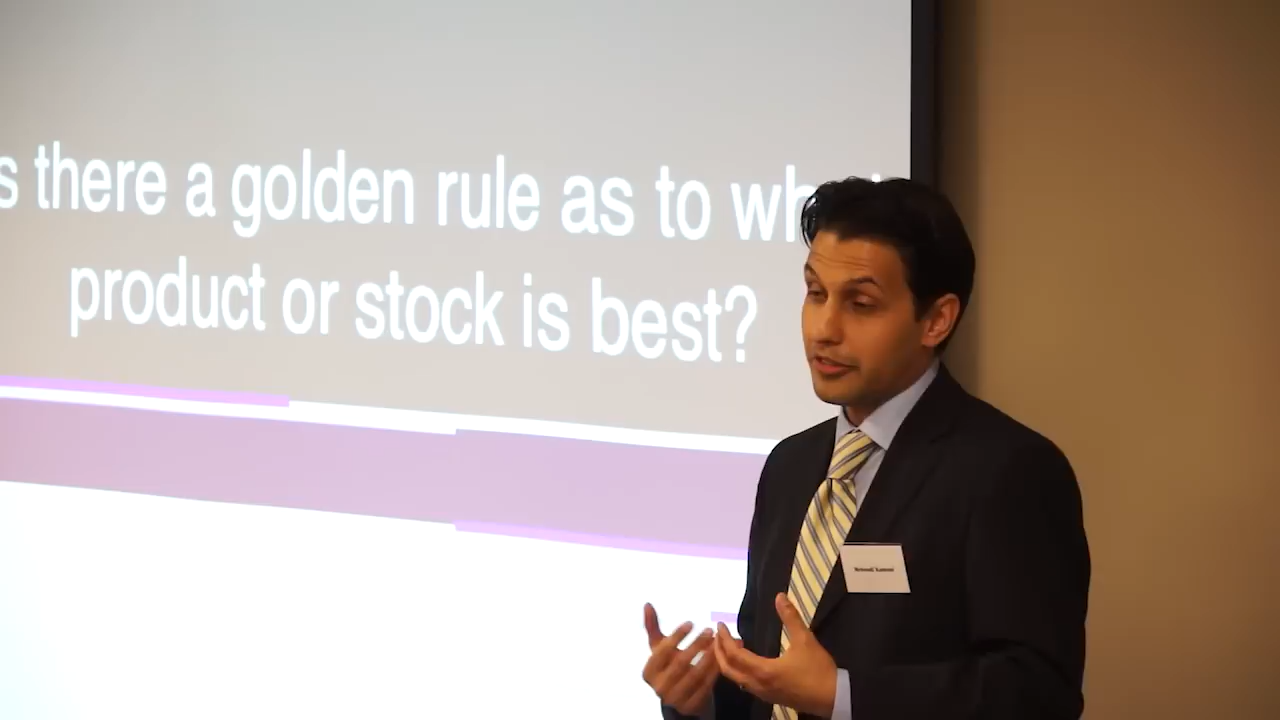 s there a golden rule as to wh
product or stock is best?